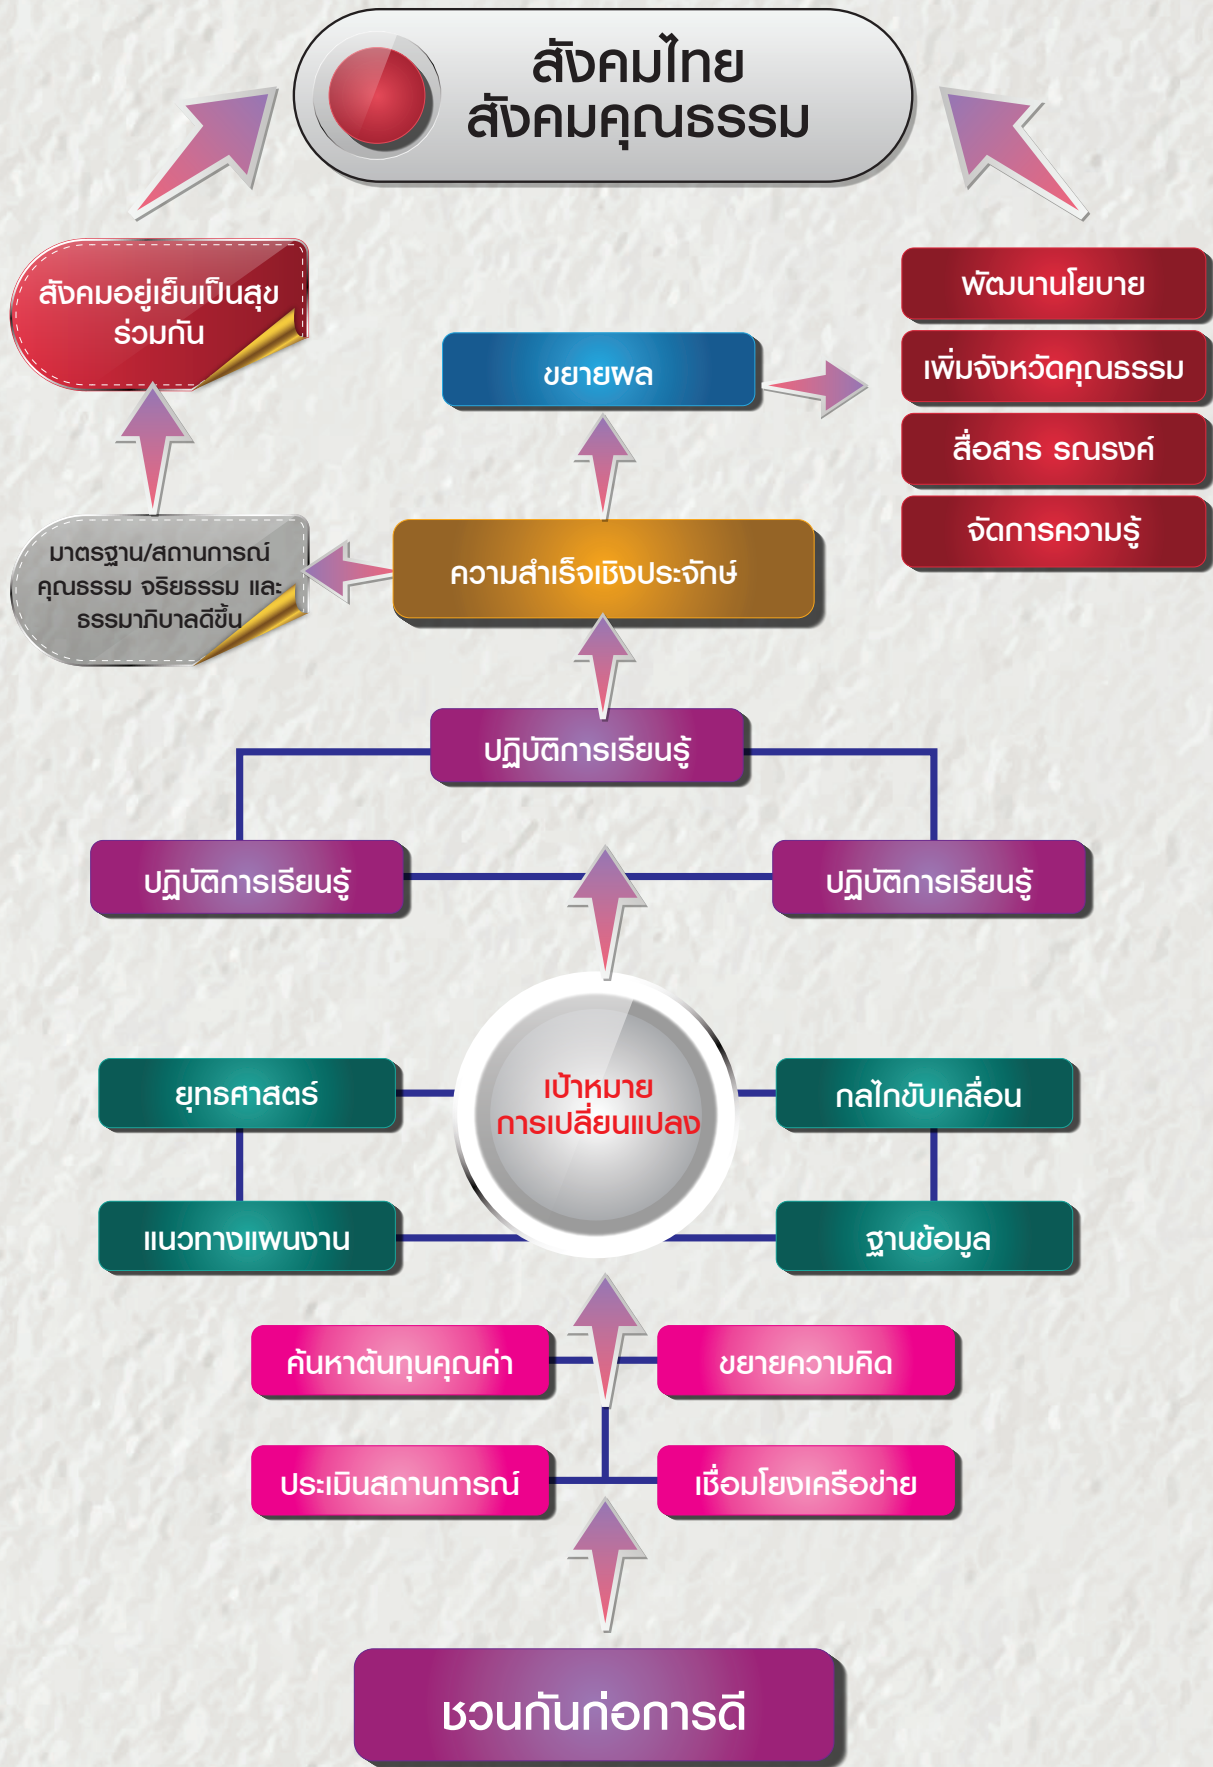 สังคมไทย
สังคมคุณธรรม
สังคมอยู่เย็นเป็นสุข
ร่วมกัน
พัฒนานโยบาย
เพิ่มจังหวัดคุณธรรม
สื่อสาร รณรงค์
จัดการความรู้
ขยายผล
มาตรฐาน/สถานการณ์
คุณธรรม จริยธรรม และ
ธรรมาภิบาลดีขึ้น
ความสำเร็จเชิงประจักษ์
ปฏิบัติการเรียนรู้
ปฏิบัติการเรียนรู้
ปฏิบัติการเรียนรู้
ยุทธศาสตร์
เป้าหมาย
การเปลี่ยนแปลง
กลไกขับเคลื่อน
แนวทางแผนงาน
ฐานข้อมูล
ค้นหาต้นทุนคุณค่า
ขยายความคิด
ประเมินสถานการณ์
เชื่อมโยงเครือข่าย
ชวนกันก่อการดี